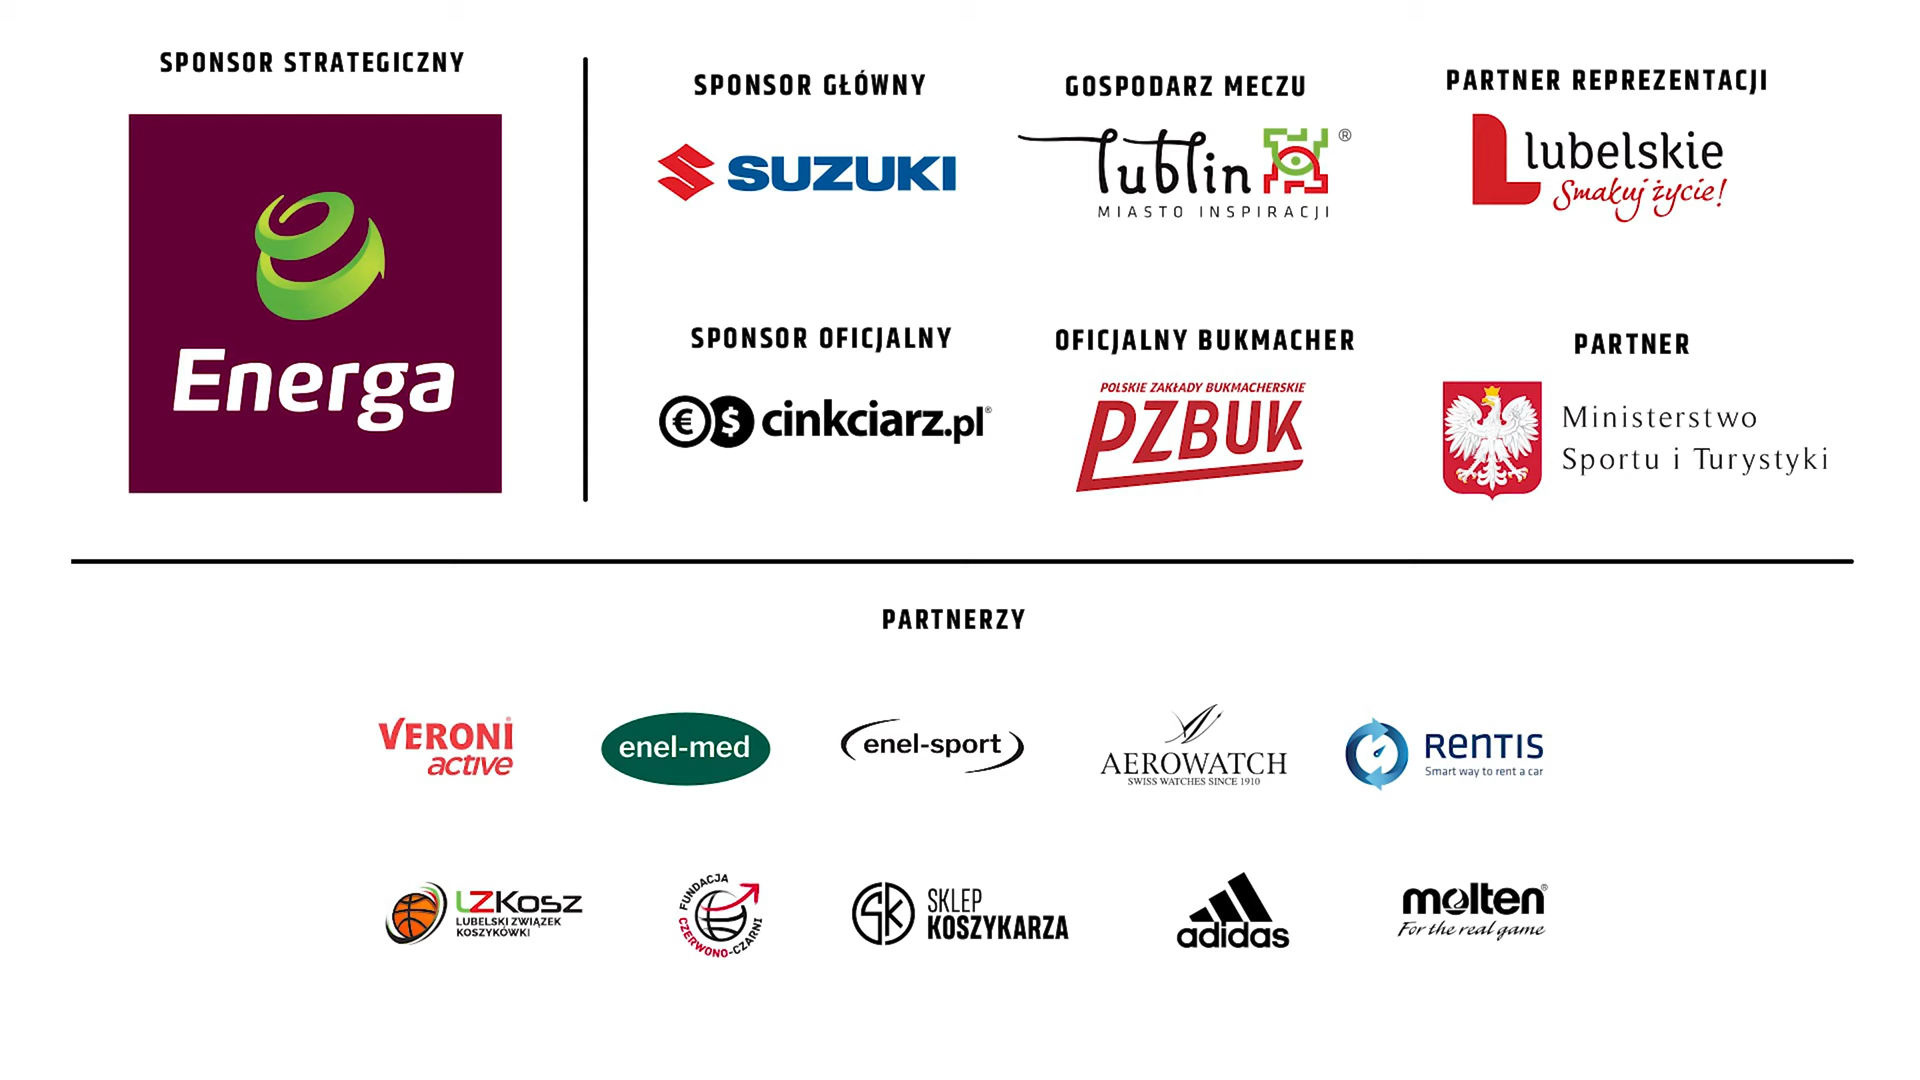 SPONSOR STRATEGICZNY
Energa
SPONSOR GŁÓWNY
SUZUKI
GOSPODARZ MECZU
lublin ®
MIASTO INSPIRACJI
PARTNER REPREZENTACJI
lubelskie
Smakuj życie!
SPONSOR OFICJALNY
€ $ cinkciarz.pl®
OFICJALNY BUKMACHER
POLSKIE ZAKŁADY BUKMACHERSKIE
PZBUK
PARTNER
Ministerstwo
Sportu i Turystyki
PARTNERZY
VERONI®
active
enel-med
enel-sport
AEROWATCH
SWISS WATCHES SINCE 1910
RENTIS
Smart way to rent a car
LZKOSZ
LUBELSKI ZWIĄZEK
KOSZYKÓWKI
FUNDACJA
CZERWONO-CZARNI
SK
SKLEP
KOSZYKARZA
adidas
molten®
For the real game